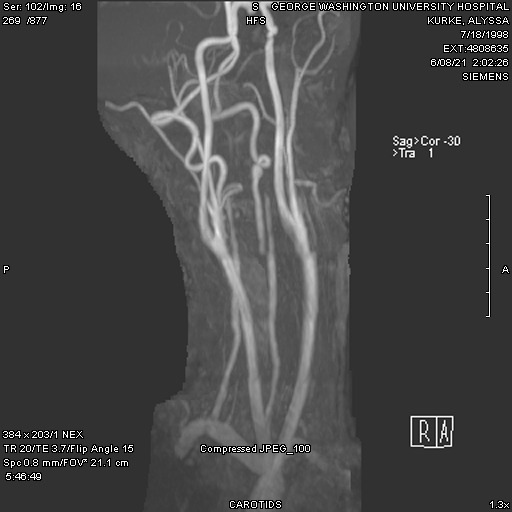 Ser: 102/Img: 16
269 /877
S
HFS
GEORGE WASHINGTON UNIVERSITY HOSPITAL
KURKE, ALYSSA
7/18/1998
EXT:4808635
6/08/21 2:02:26
SIEMENS
Sag>Cor -30
>Tra 1
P
A
384 x 203/1 NEX
TR 20/TE 3.7/Flip Angle 15
Spc 0.8 mm/FOV* 21.1 cm
5:46:49
Compressed JPEG_100
R A
CAROTIDS
1.3x